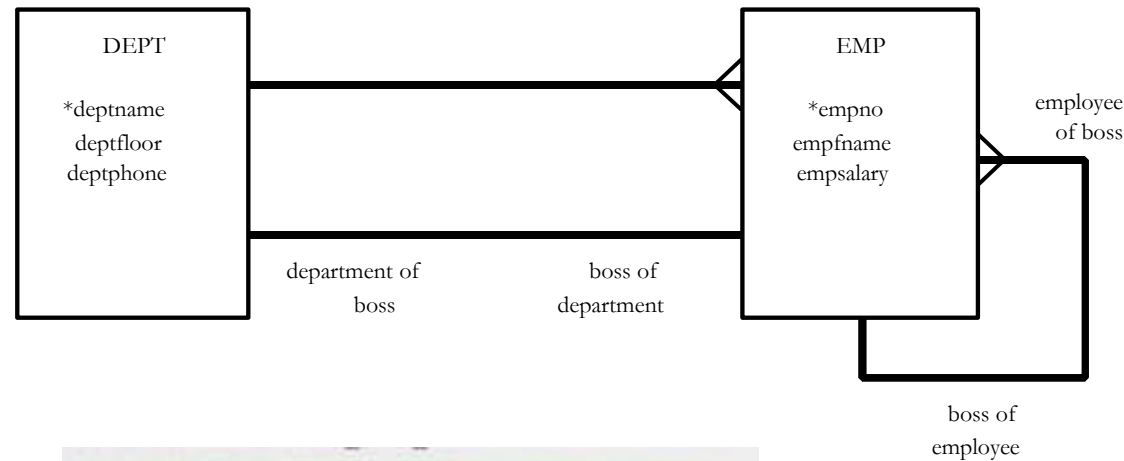 DEPT
*deptname
deptfloor
deptphone
EMP
*empno
empfname
empsalary
employee
of boss
department of
boss
boss of
department
boss of
employee